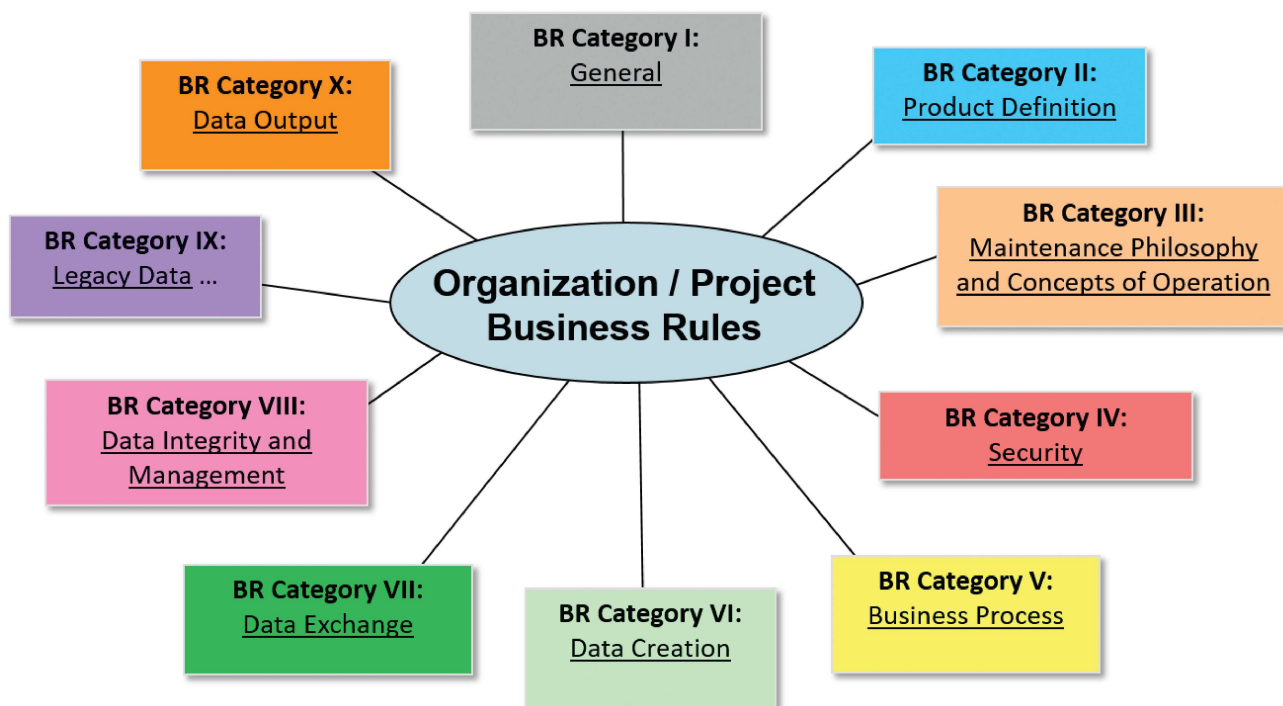 BR Category I:
General
BR Category II:
Product Definition
BR Category III:
Maintenance Philosophy
and Concepts of Operation
BR Category IV:
Security
BR Category V:
Business Process
BR Category VI:
Data Creation
BR Category VII:
Data Exchange
BR Category VIII:
Data Integrity and
Management
BR Category IX:
Legacy Data ...
BR Category X:
Data Output
Organization / Project
Business Rules